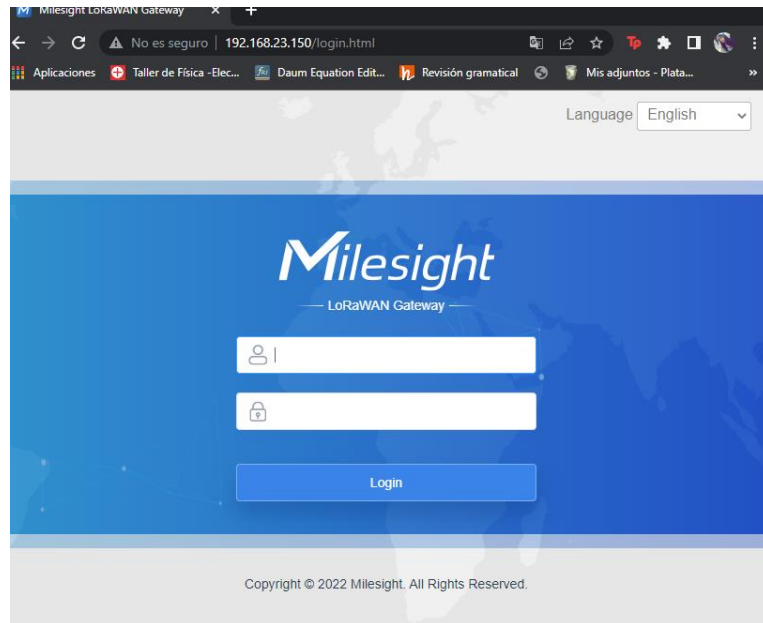 Milesight LoRaWAN Gateway
No es seguro | 192.168.23.150/login.html
Aplicaciones Taller de Física -Elec... fx Daum Equation Edit... Revisión gramatical Mis adjuntos - Plata... »
Language English
Milesight
LoRaWAN Gateway
Login
Copyright © 2022 Milesight. All Rights Reserved.